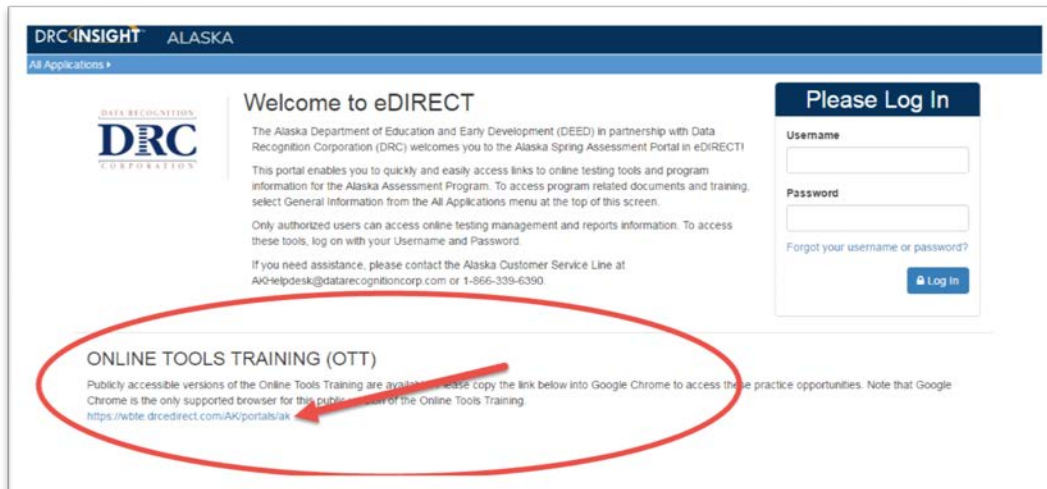 DRC INSIGHT ALASKA
All Applications
DATA RECOGNITION
DRC
CORPORATION
Welcome to eDIRECT
The Alaska Department of Education and Early Development (DEED) in partnership with Data
Recognition Corporation (DRC) welcomes you to the Alaska Spring Assessment Portal in eDIRECT!
This portal enables you to quickly and easily access links to online testing tools and program
information for the Alaska Assessment Program. To access program related documents and training,
select General Information from the All Applications menu at the top of this screen.
Only authorized users can access online testing management and reports information. To access
these tools, log on with your Username and Password.
If you need assistance, please contact the Alaska Customer Service Line at
AKHelpdesk@datarecognitioncorp.com or 1-866-339-6390.
Please Log In
Username
Password
Forgot your username or password?
Log In
ONLINE TOOLS TRAINING (OTT)
Publicly accessible versions of the Online Tools Training are please copy the link below into Google Chrome to access these practice opportunities. Note that Google
Chrome is the only supported browser for this public of the Online Tools Training.
https://wbte.drcedirect.com/AK/portals/ak